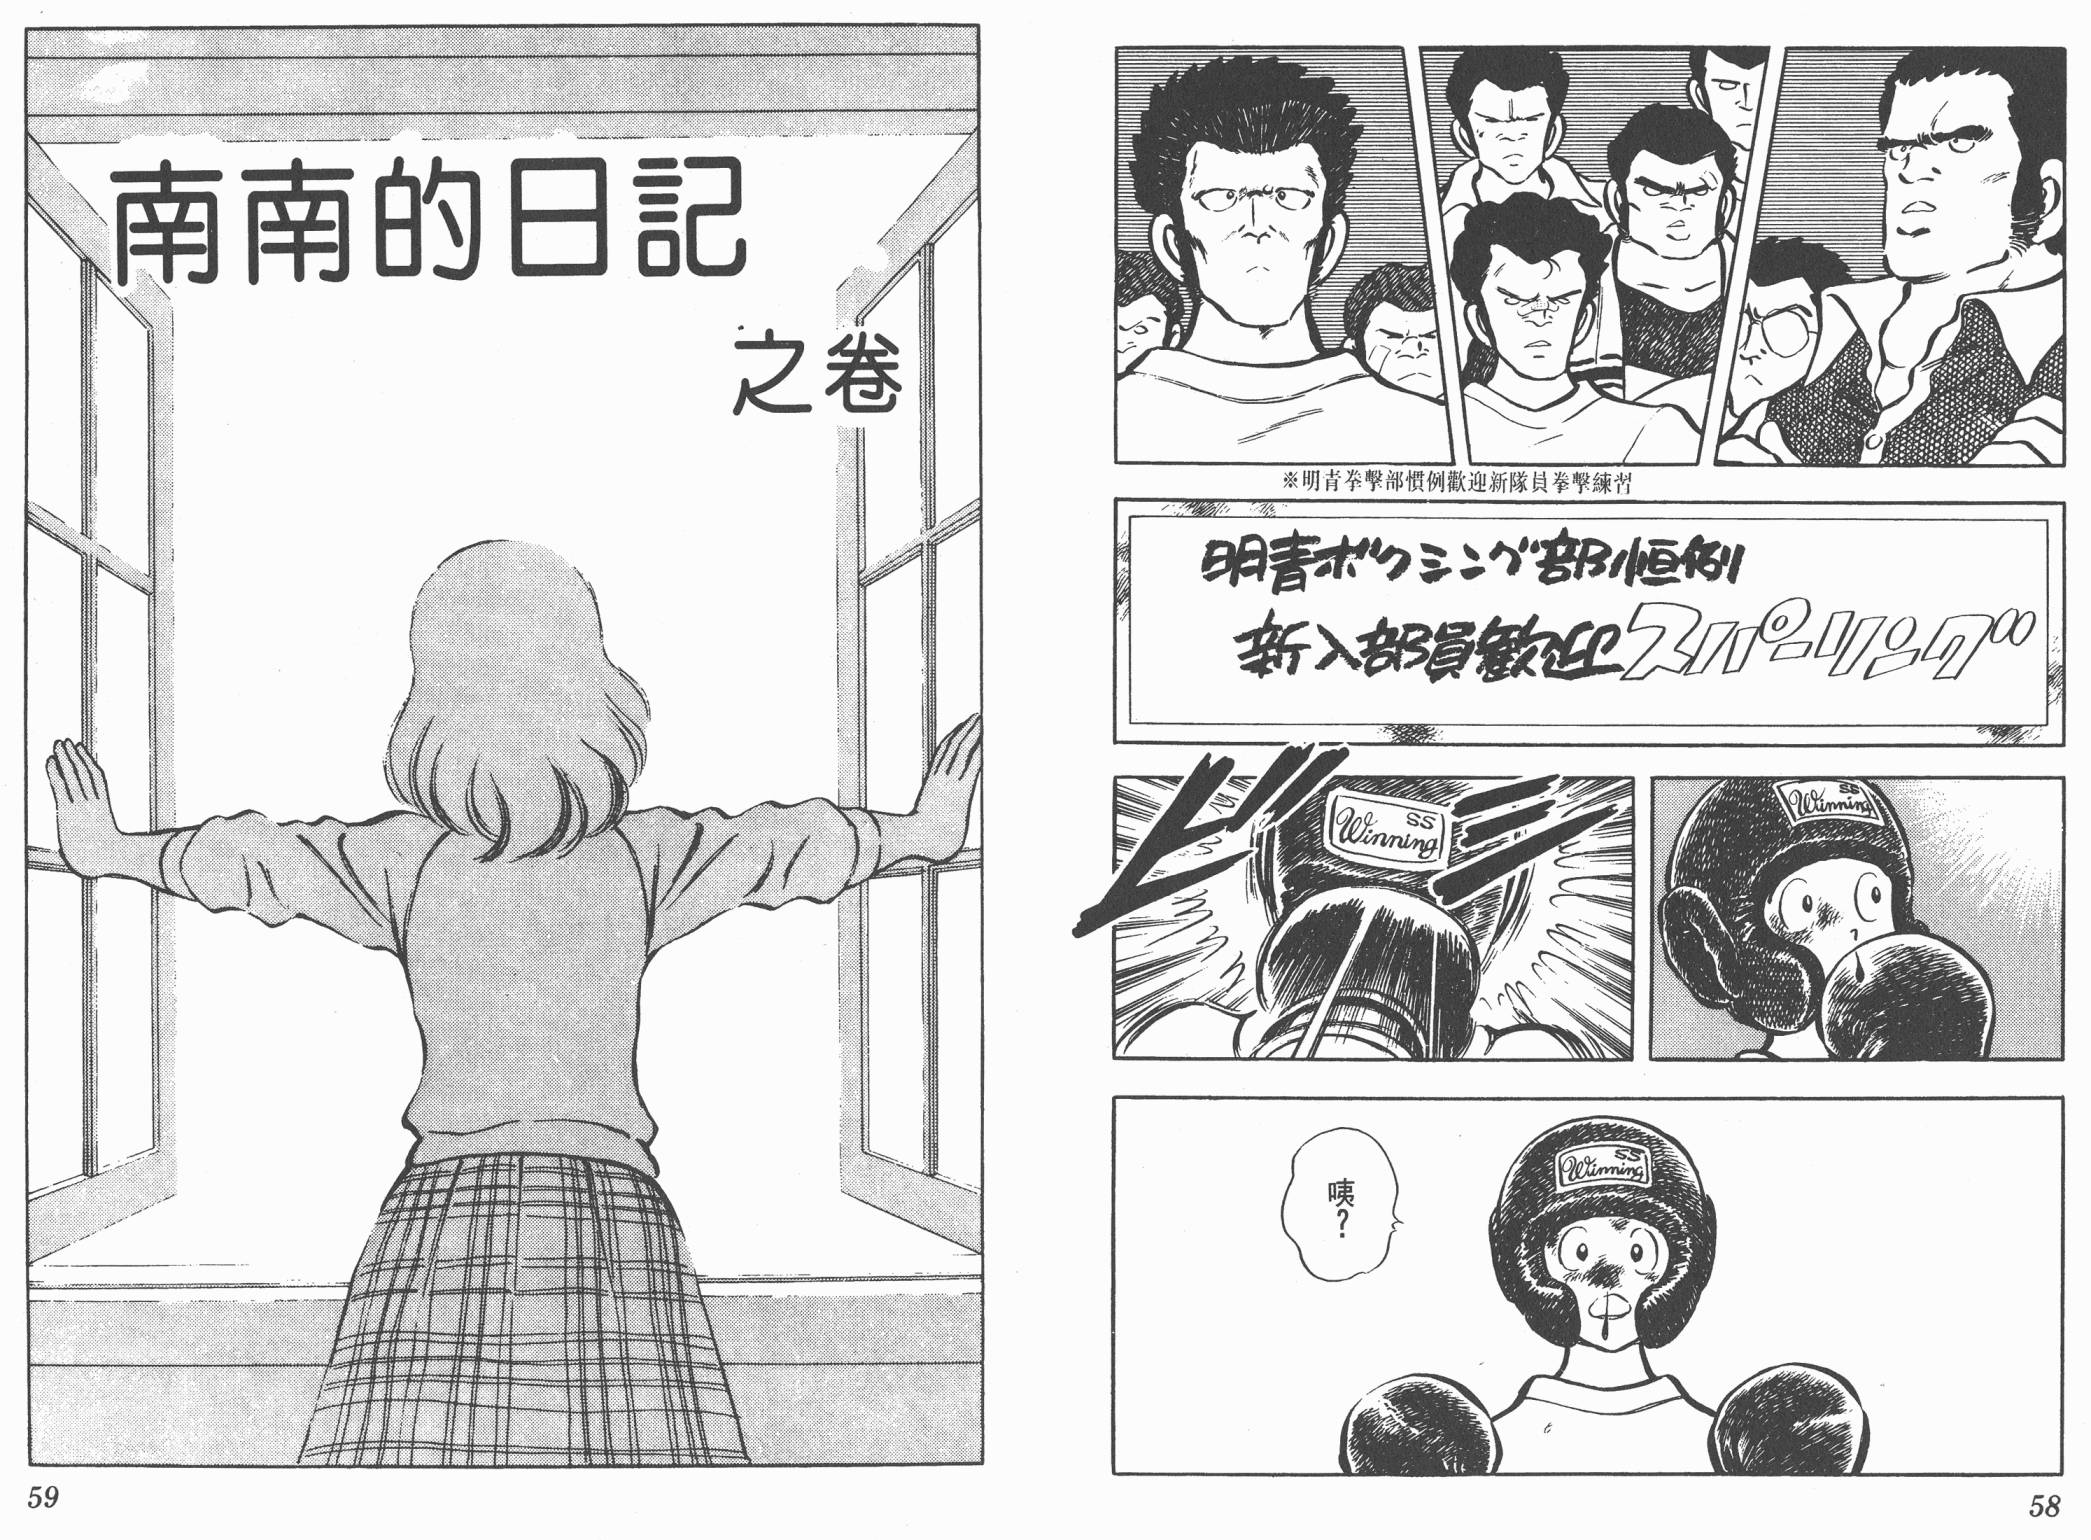 ※明青拳擊部慣例歡迎新隊員拳擊練習
明青ボクシング部恒例
新入部員歓迎スパーリング
SS
Winning
SS
Winning
咦?
SS
Winning
58
南南的日記
之卷
59